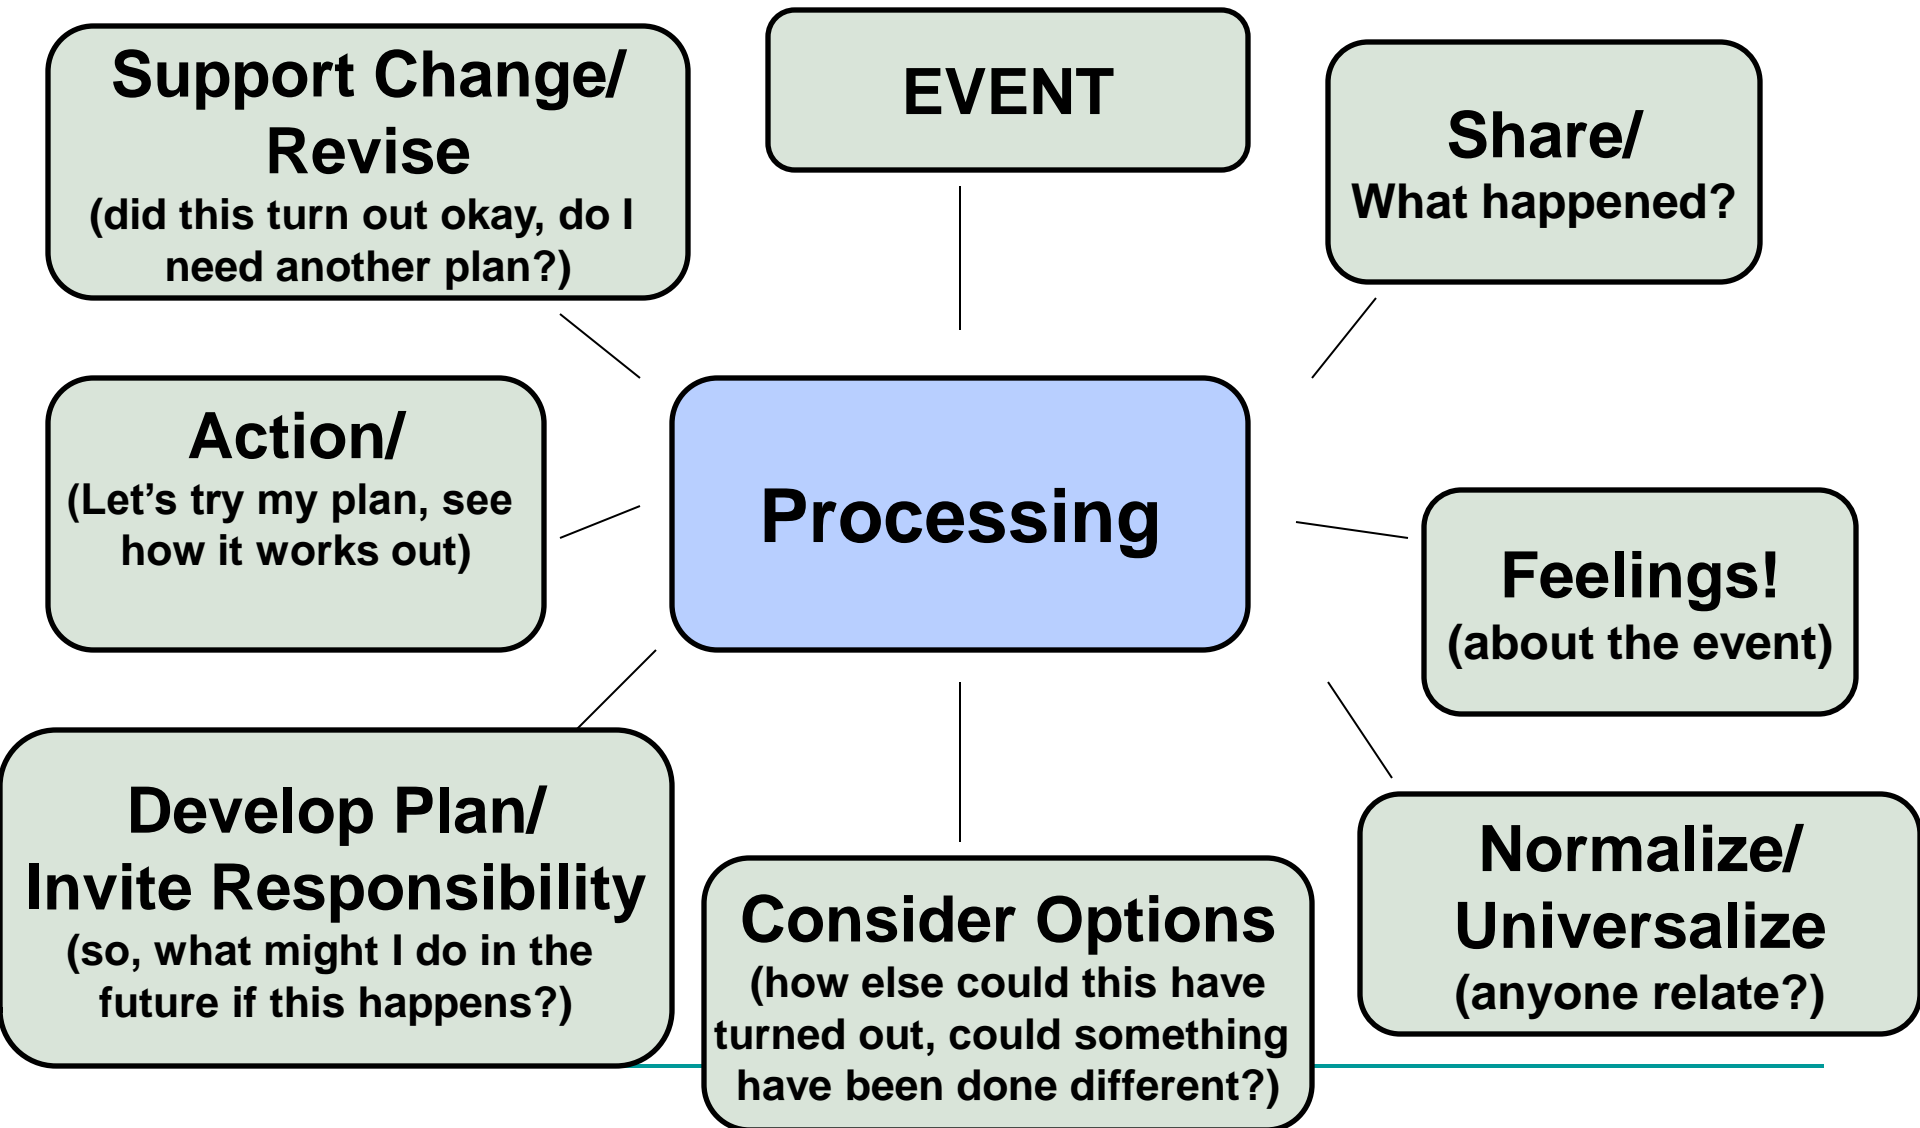 EVENT
Support Change/
Revise
(did this turn out okay, do I
need another plan?)
Share/
What happened?
Action/
(Let’s try my plan, see
how it works out)
Processing
Feelings!
(about the event)
Develop Plan/
Invite Responsibility
(so, what might I do in the
future if this happens?)
Consider Options
(how else could this have
turned out, could something
have been done different?)
Normalize/
Universalize
(anyone relate?)